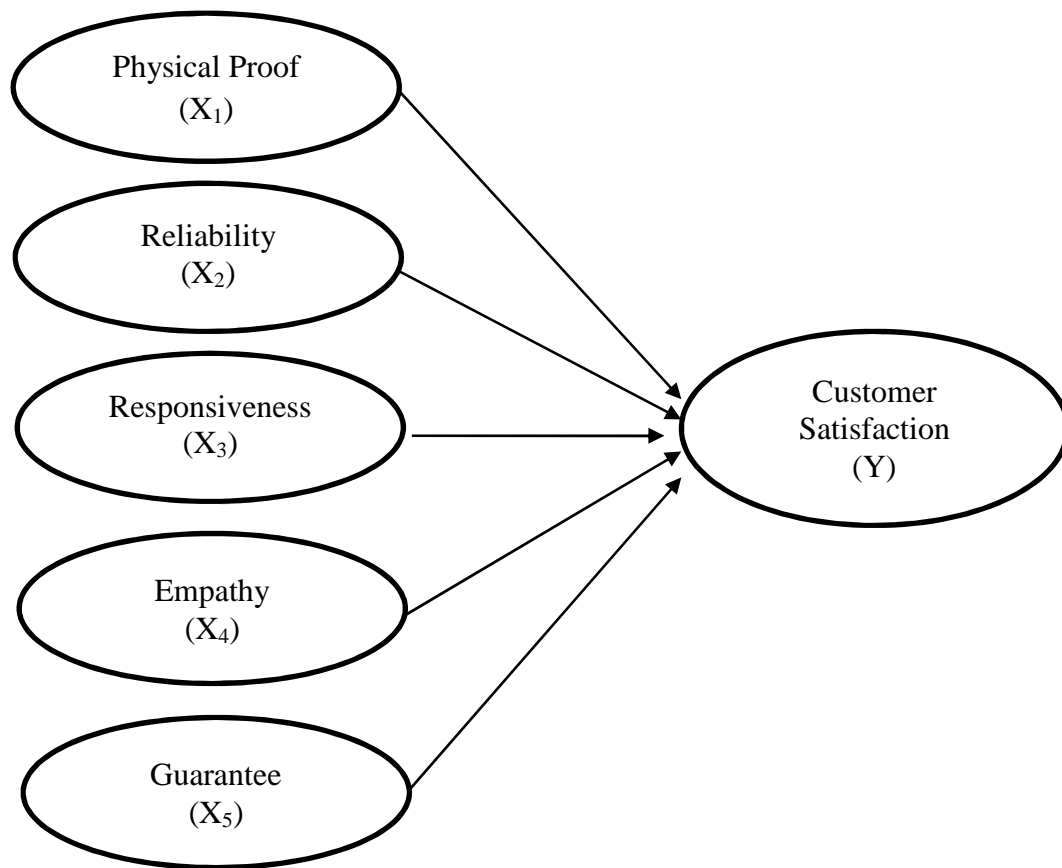 Physical Proof
(X₁)
Reliability
(X₂)
Responsiveness
(X₃)
Empathy
(X₄)
Guarantee
(X₅)
Customer
Satisfaction
(Y)